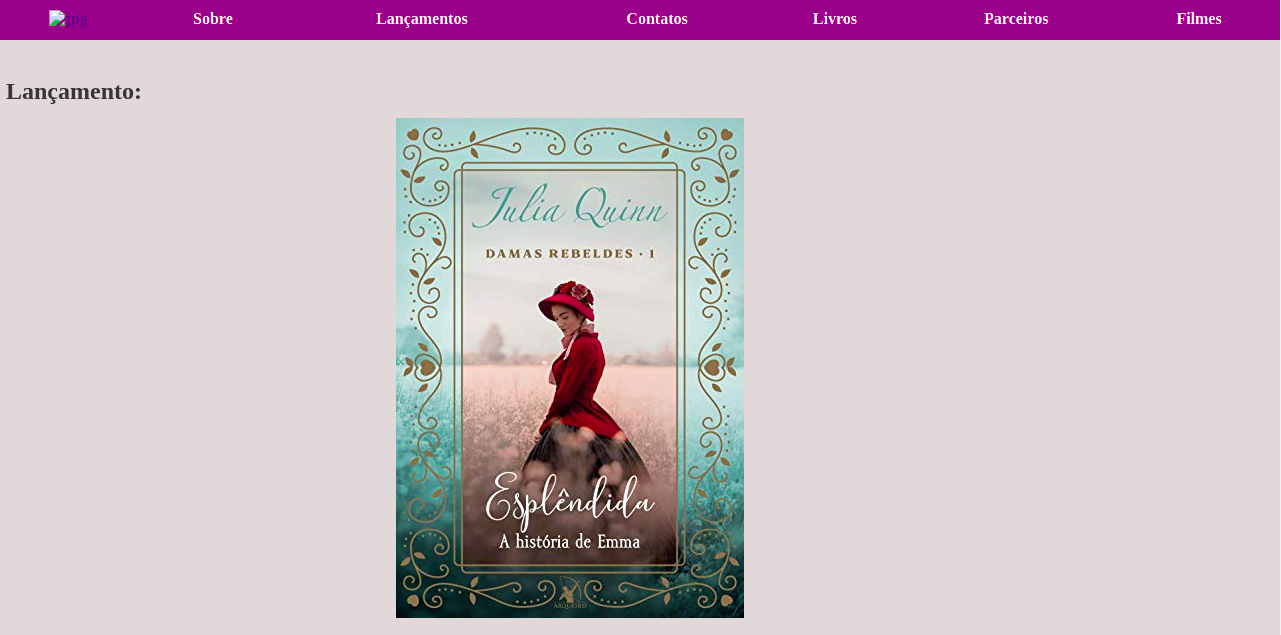 jpg Sobre Lançamentos Contatos Livros Parceiros Filmes
Lançamento:
Julia Quinn
DAMAS REBELDES • 1
Esplêndida
A história de Emma
ARQUEIRO